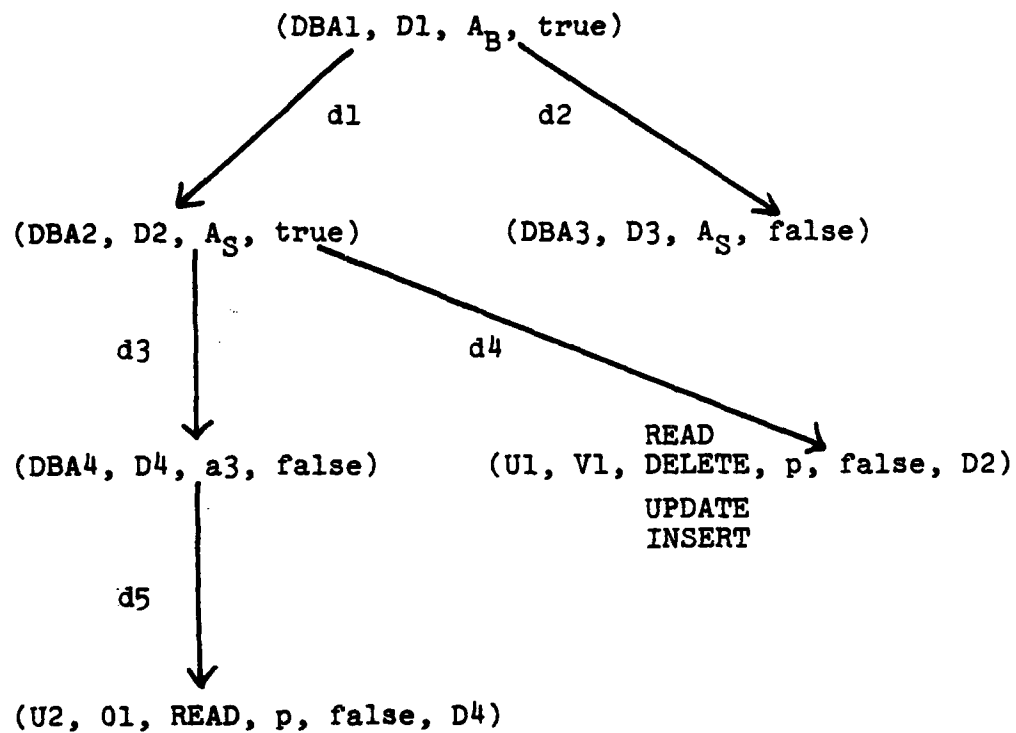 (DBA1, D1, A_B, true)
d1 d2
(DBA2, D2, A_S, true) (DBA3, D3, A_S, false)
d3 d4
READ
(DBA4, D4, a3, false) (U1, V1, DELETE, p, false, D2)
UPDATE
INSERT
d5
(U2, O1, READ, p, false, D4)